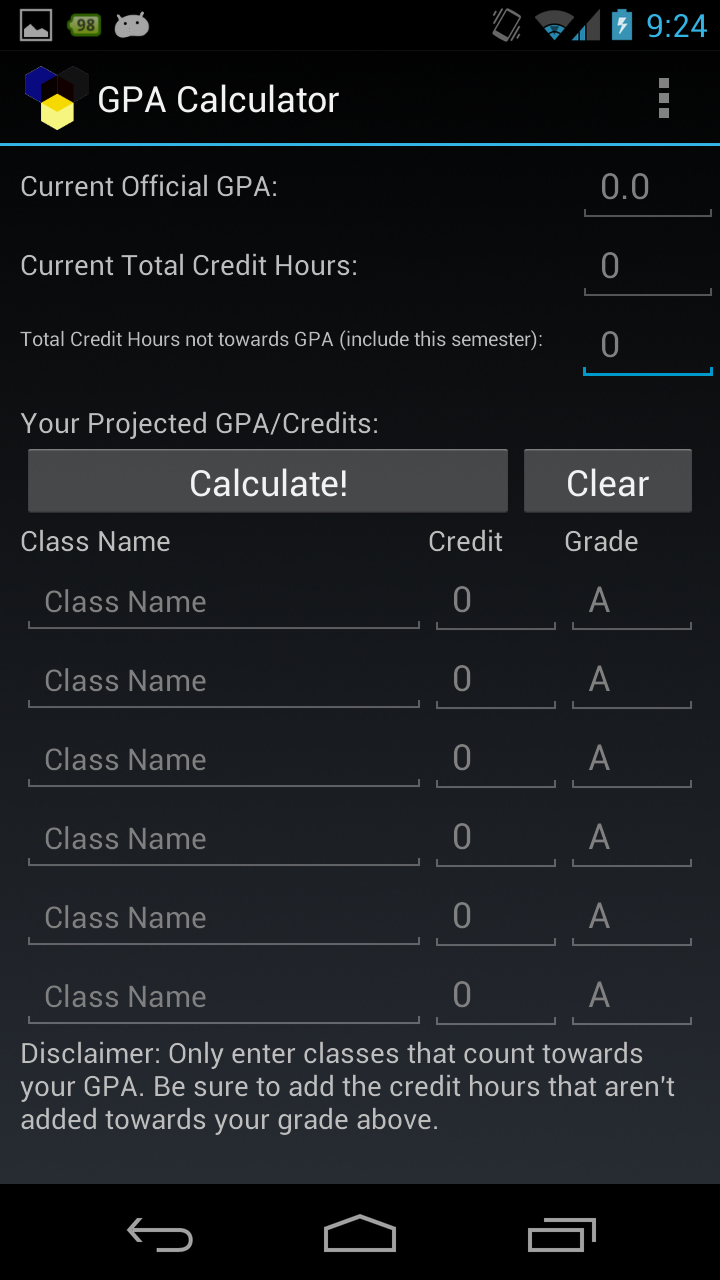 98 9:24
GPA Calculator
Current Official GPA: 0.0
Current Total Credit Hours: 0
Total Credit Hours not towards GPA (include this semester): 0
Your Projected GPA/Credits:
Calculate! Clear
Class Name Credit Grade
Class Name 0 A
Class Name 0 A
Class Name 0 A
Class Name 0 A
Class Name 0 A
Class Name 0 A
Disclaimer: Only enter classes that count towards
your GPA. Be sure to add the credit hours that aren't
added towards your grade above.